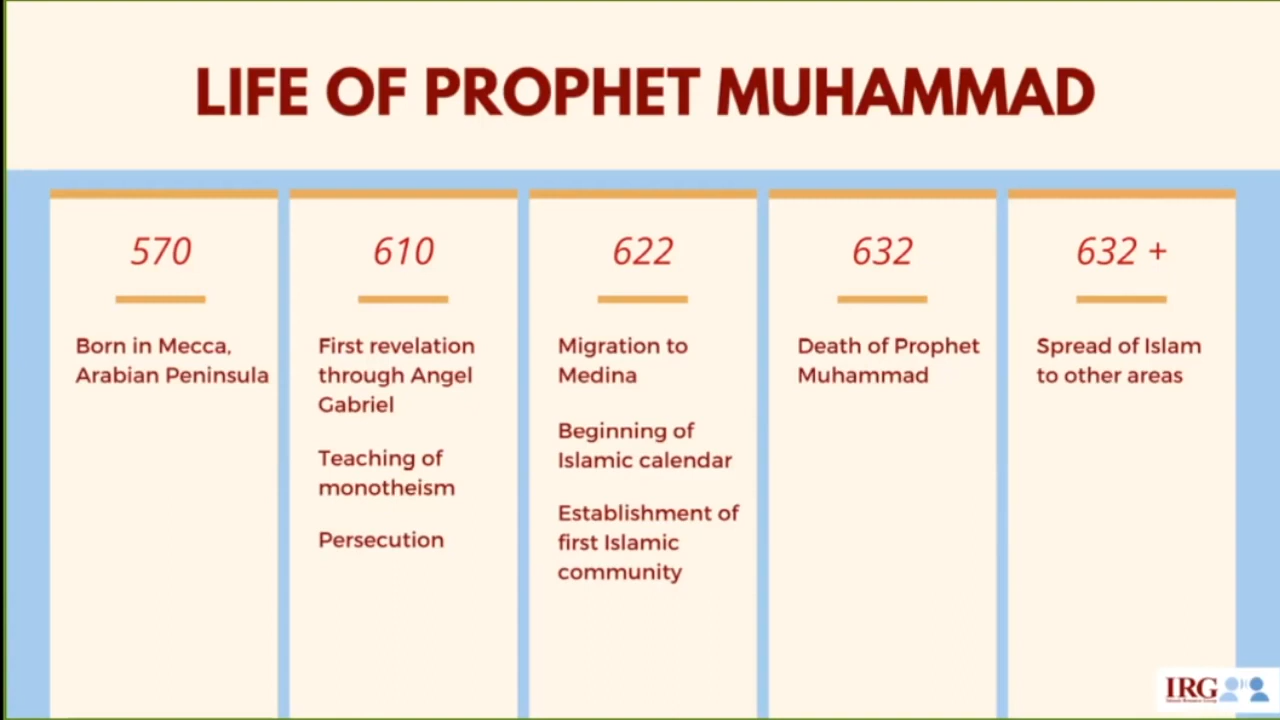 LIFE OF PROPHET MUHAMMAD
570
Born in Mecca,
Arabian Peninsula
610
First revelation
through Angel
Gabriel
Teaching of
monotheism
Persecution
622
Migration to
Medina
Beginning of
Islamic calendar
Establishment of
first Islamic
community
632
Death of Prophet
Muhammad
632 +
Spread of Islam
to other areas
IRG